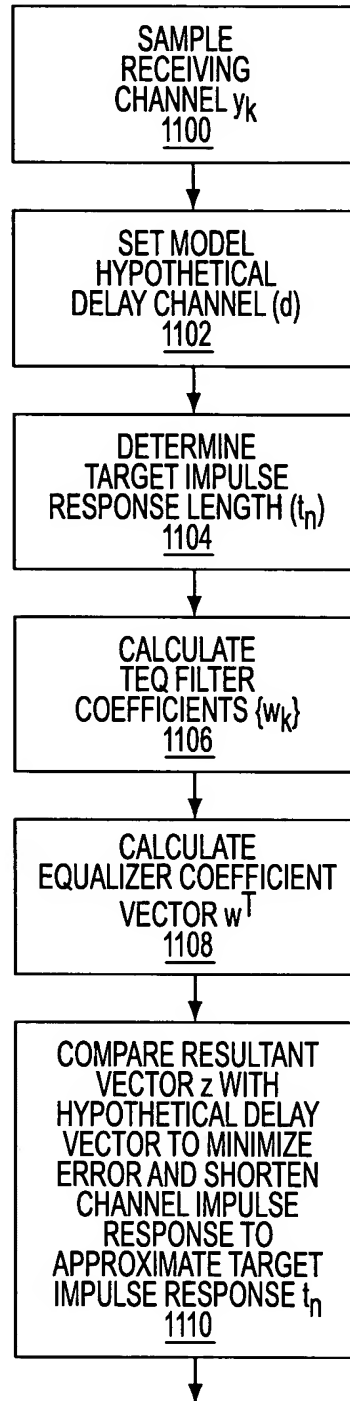 SAMPLE
RECEIVING
CHANNEL yk
1100
SET MODEL
HYPOTHETICAL
DELAY CHANNEL (d)
1102
DETERMINE
TARGET IMPULSE
RESPONSE LENGTH (tn)
1104
CALCULATE
TEQ FILTER
COEFFICIENTS {wk}
1106
CALCULATE
EQUALIZER COEFFICIENT
VECTOR wT
1108
COMPARE RESULTANT
VECTOR z WITH
HYPOTHETICAL DELAY
VECTOR TO MINIMIZE
ERROR AND SHORTEN
CHANNEL IMPULSE
RESPONSE TO
APPROXIMATE TARGET
IMPULSE RESPONSE tn
1110